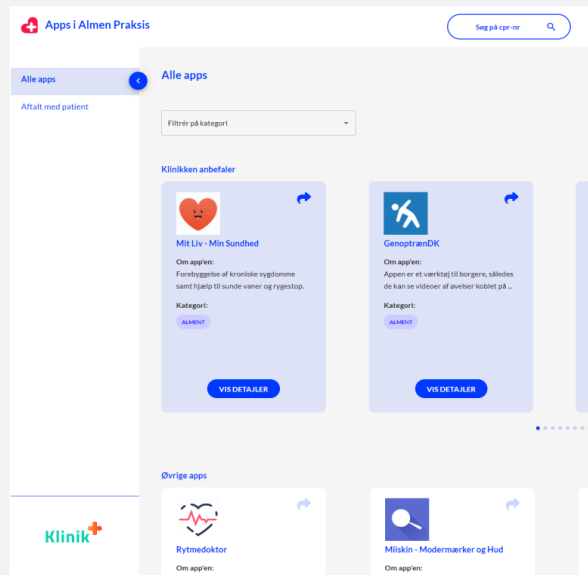 Apps i Almen Praksis
Søg på cpr-nr
Alle apps
Aftalt med patient
Alle apps
Filtrér på kategori
Klinikken anbefaler
Mit Liv - Min Sundhed
Om app'en:
Forebyggelse af kroniske sygdomme
samt hjælp til sunde vaner og rygestop.
Kategori:
ALMENT
VIS DETALJER
GenoptrænDK
Om app'en:
Appen er et værktøj til borgere, således
de kan se videoer af øvelser koblet på ...
Kategori:
ALMENT
VIS DETALJER
Øvrige apps
Rytmedoktor
Om app'en:
Miiskin - Modermærker og Hud
Om app'en:
Klinik